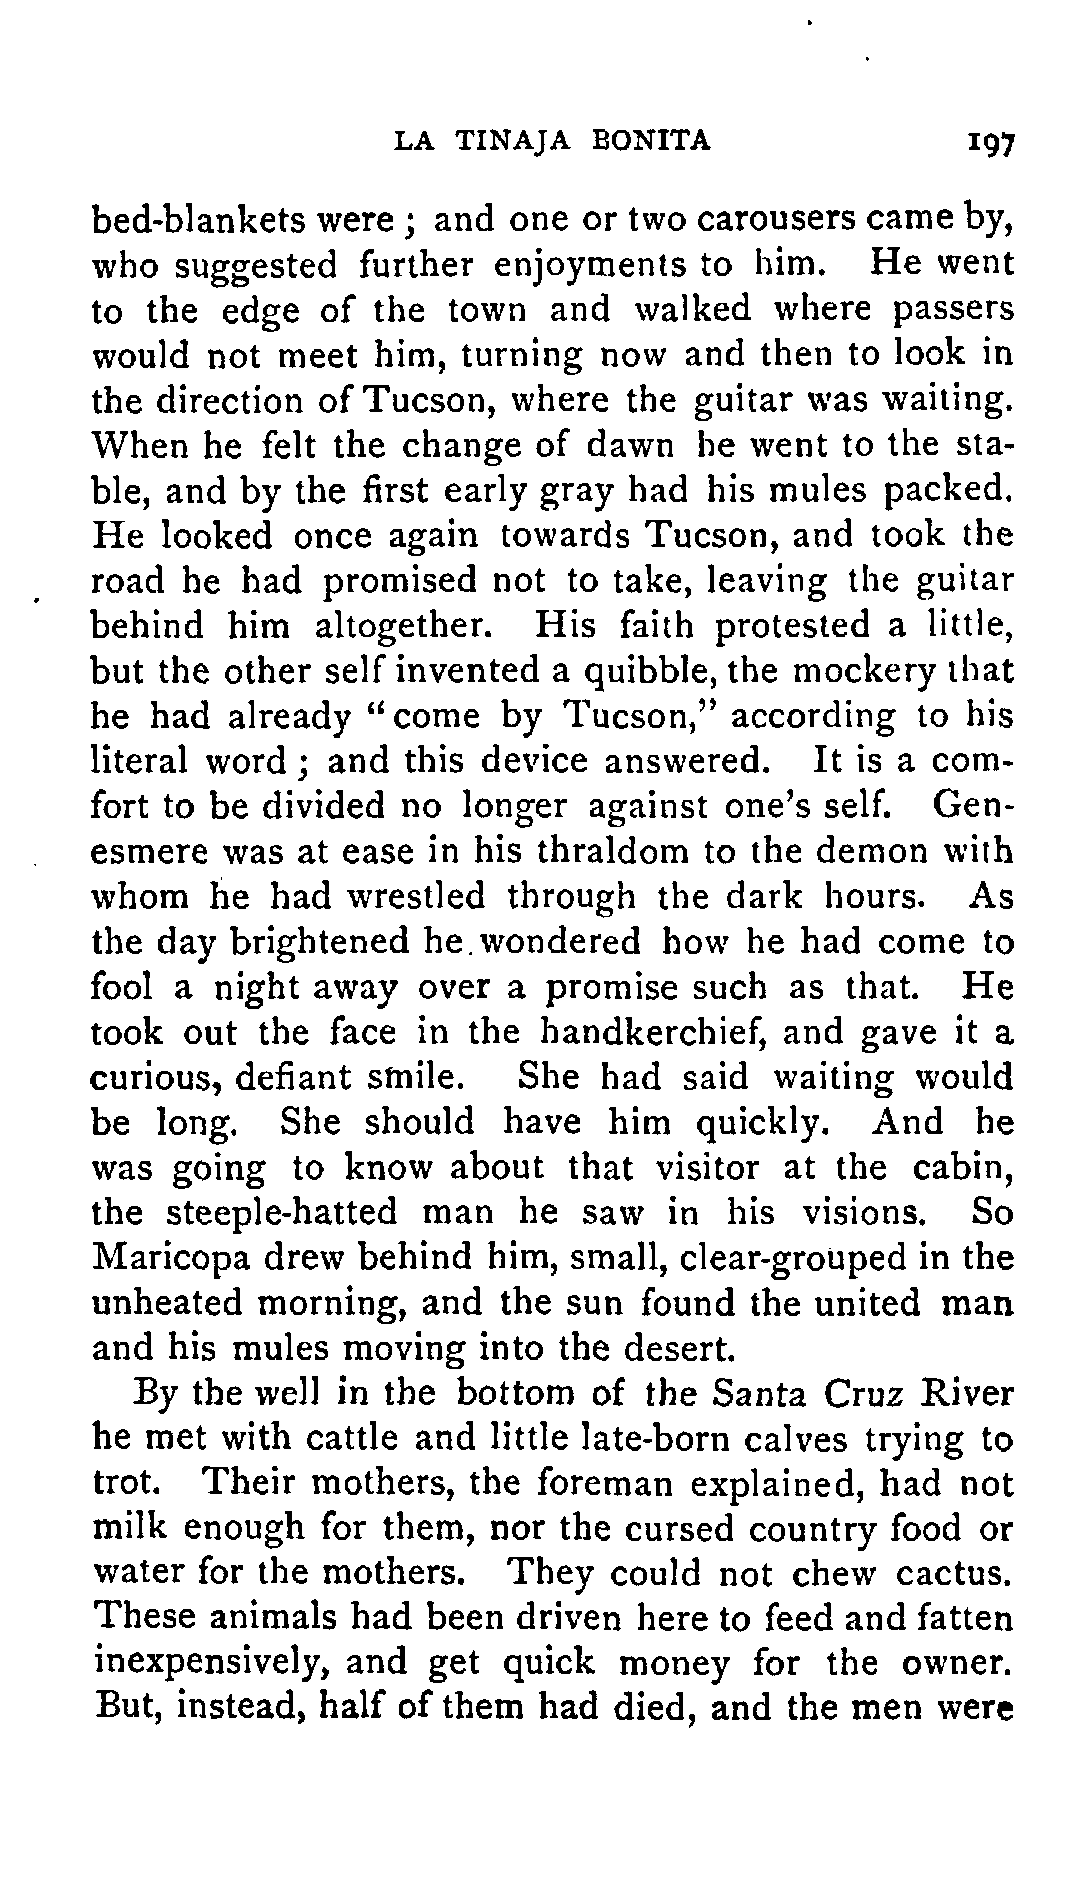 LA TINAJA BONITA 197
bed-blankets were ; and one or two carousers came by,
who suggested further enjoyments to him. He went
to the edge of the town and walked where passers
would not meet him, turning now and then to look in
the direction of Tucson, where the guitar was waiting.
When he felt the change of dawn he went to the sta-
ble, and by the first early gray had his mules packed.
He looked once again towards Tucson, and took the
road he had promised not to take, leaving the guitar
behind him altogether. His faith protested a little,
but the other self invented a quibble, the mockery that
he had already “come by Tucson,” according to his
literal word ; and this device answered. It is a com-
fort to be divided no longer against one’s self. Gen-
esmere was at ease in his thraldom to the demon with
whom he had wrestled through the dark hours. As
the day brightened he wondered how he had come to
fool a night away over a promise such as that. He
took out the face in the handkerchief, and gave it a
curious, defiant smile. She had said waiting would
be long. She should have him quickly. And he
was going to know about that visitor at the cabin,
the steeple-hatted man he saw in his visions. So
Maricopa drew behind him, small, clear-grouped in the
unheated morning, and the sun found the united man
and his mules moving into the desert.
By the well in the bottom of the Santa Cruz River
he met with cattle and little late-born calves trying to
trot. Their mothers, the foreman explained, had not
milk enough for them, nor the cursed country food or
water for the mothers. They could not chew cactus.
These animals had been driven here to feed and fatten
inexpensively, and get quick money for the owner.
But, instead, half of them had died, and the men were